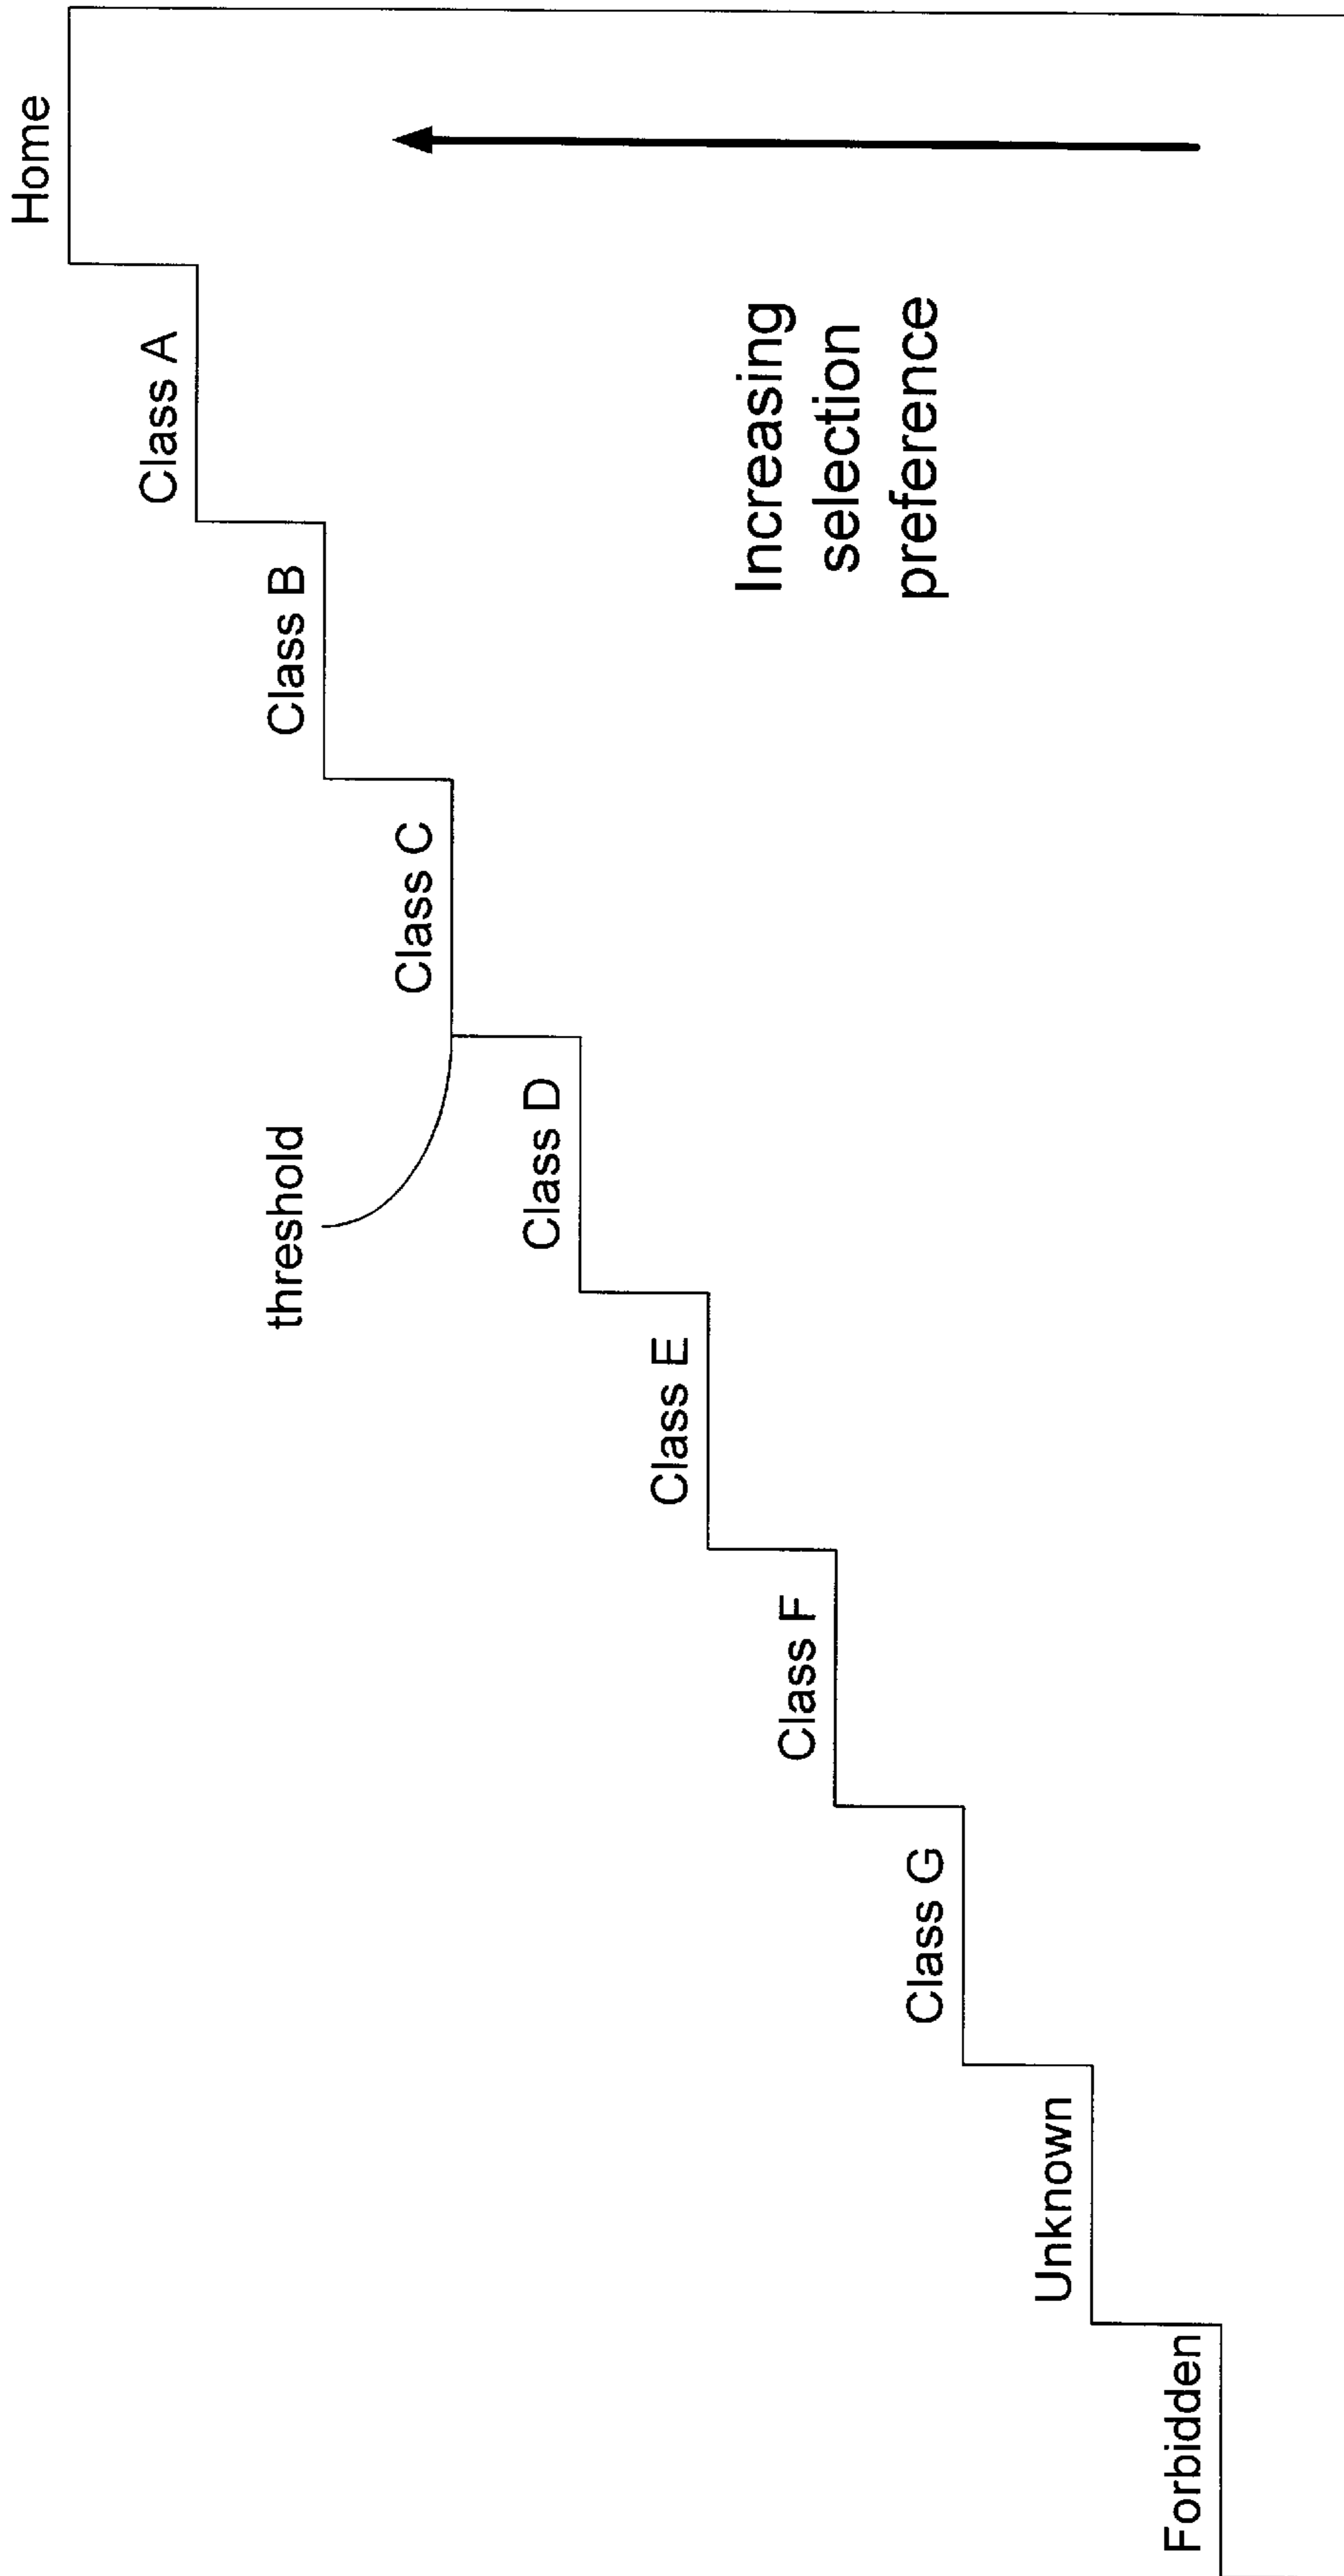 Home
Class A
Class B
Class C
threshold
Class D
Class E
Class F
Class G
Unknown
Forbidden
Increasing
selection
preference